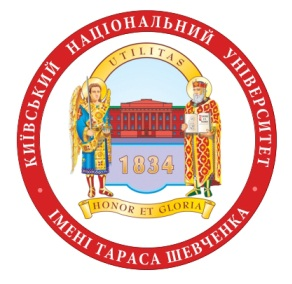 КИЇВСЬКИЙ НАЦІОНАЛЬНИЙ УНІВЕРСИТЕТ
ІМЕНІ ТАРАСА ШЕВЧЕНКА
UTILITAS
1834
HONOR ET GLORIA